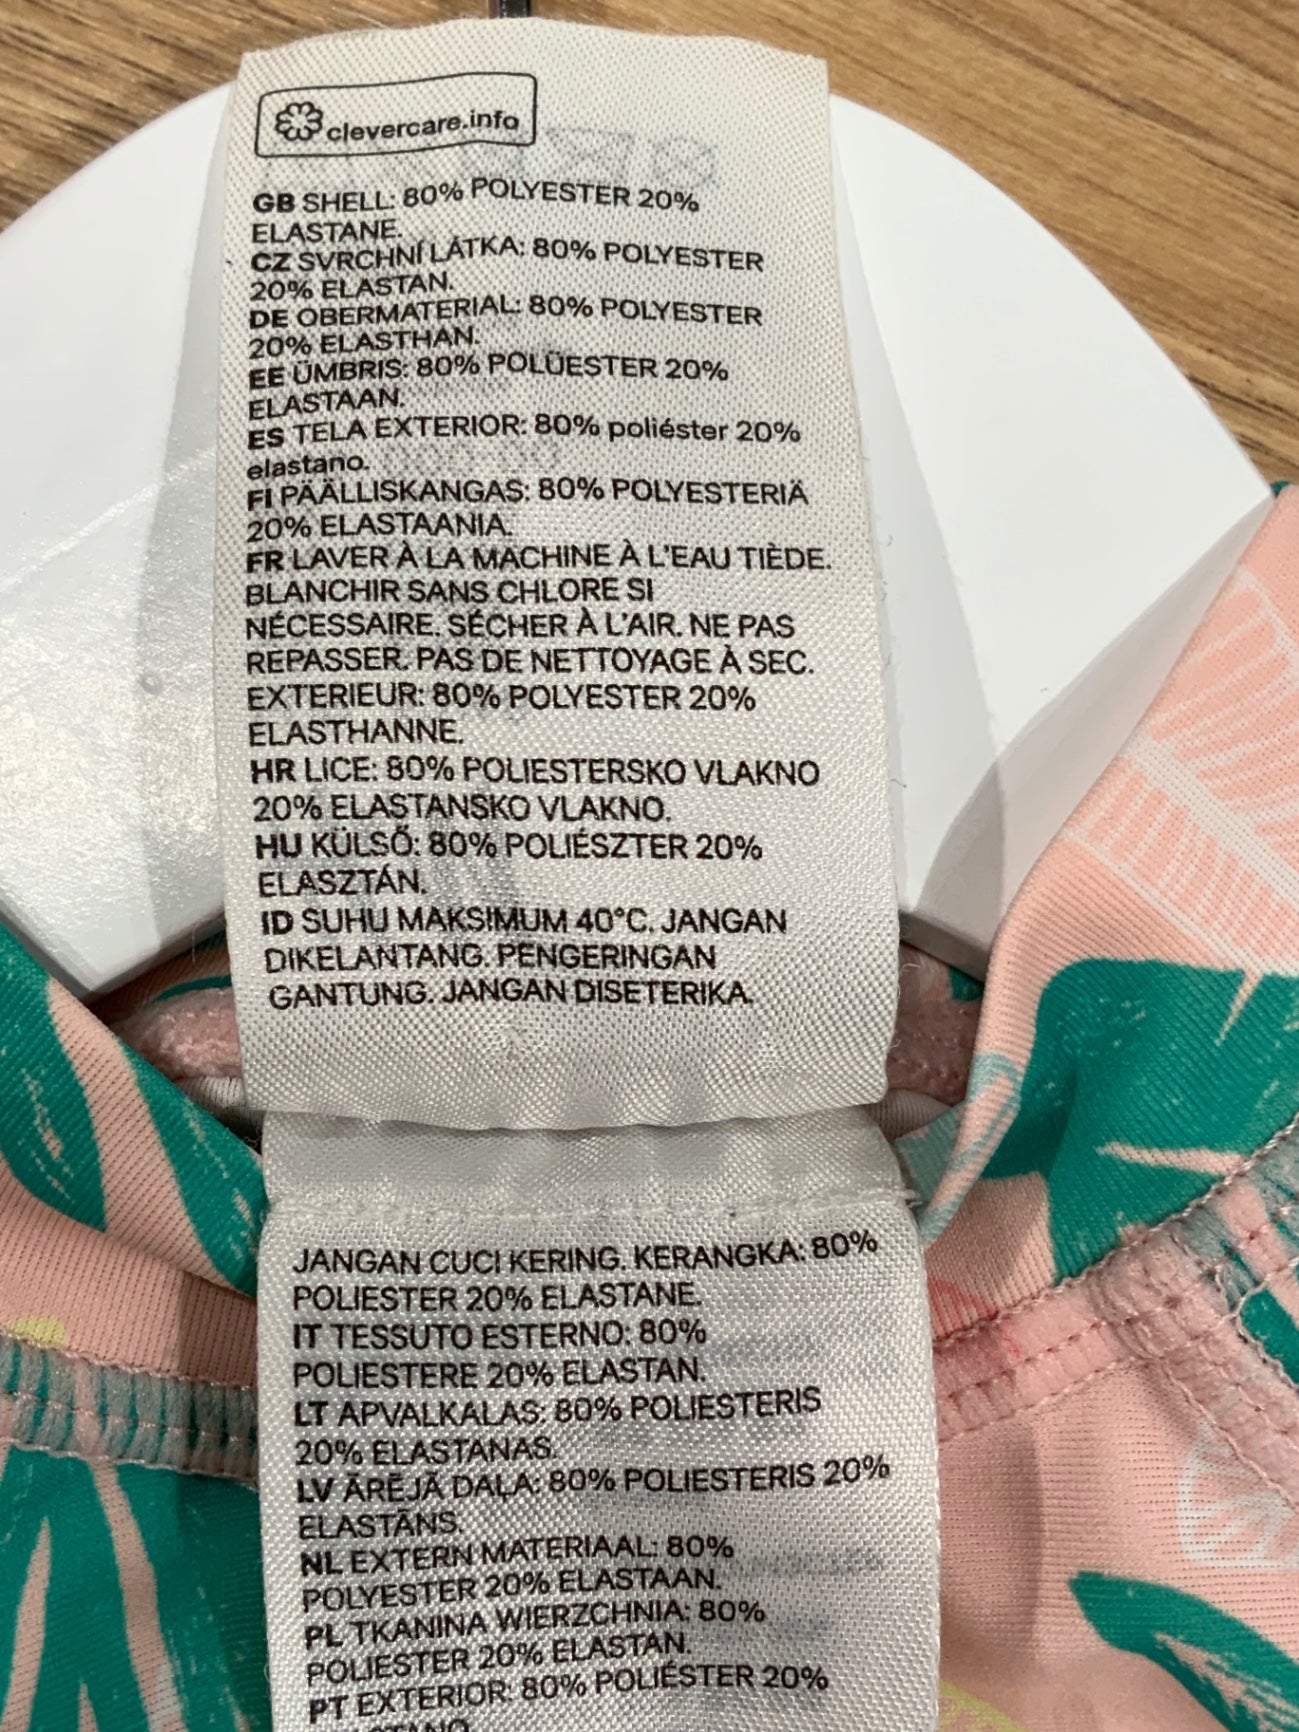 clevercare.info
GB SHELL: 80% POLYESTER 20%
ELASTANE.
CZ SVRCHNÍ LÁTKA: 80% POLYESTER
20% ELASTAN.
DE OBERMATERIAL: 80% POLYESTER
20% ELASTHAN.
EE ÜMBRIS: 80% POLÜESTER 20%
ELASTAAN.
ES TELA EXTERIOR: 80% poliéster 20%
elastano.
FI PÄÄLLISKANGAS: 80% POLYESTERIÄ
20% ELASTAANIA.
FR LAVER À LA MACHINE À L'EAU TIÈDE.
BLANCHIR SANS CHLORE SI
NÉCESSAIRE. SÉCHER À L'AIR. NE PAS
REPASSER. PAS DE NETTOYAGE À SEC.
EXTERIEUR: 80% POLYESTER 20%
ELASTHANNE.
HR LICE: 80% POLIESTERSKO VLAKNO
20% ELASTANSKO VLAKNO.
HU KÜLSŐ: 80% POLIÉSZTER 20%
ELASZTÁN.
ID SUHU MAKSIMUM 40°C. JANGAN
DIKELANTANG. PENGERINGAN
GANTUNG. JANGAN DISETERIKA.
JANGAN CUCI KERING. KERANGKA: 80%
POLIESTER 20% ELASTANE.
IT TESSUTO ESTERNO: 80%
POLIESTERE 20% ELASTAN.
LT APVALKALAS: 80% POLIESTERIS
20% ELASTANAS.
LV ĀRĒJĀ DAĻA: 80% POLIESTERIS 20%
ELASTĀNS.
NL EXTERN MATERIAAL: 80%
POLYESTER 20% ELASTAAN.
PL TKANINA WIERZCHNIA: 80%
POLIESTER 20% ELASTAN.
PT EXTERIOR: 80% POLIÉSTER 20%